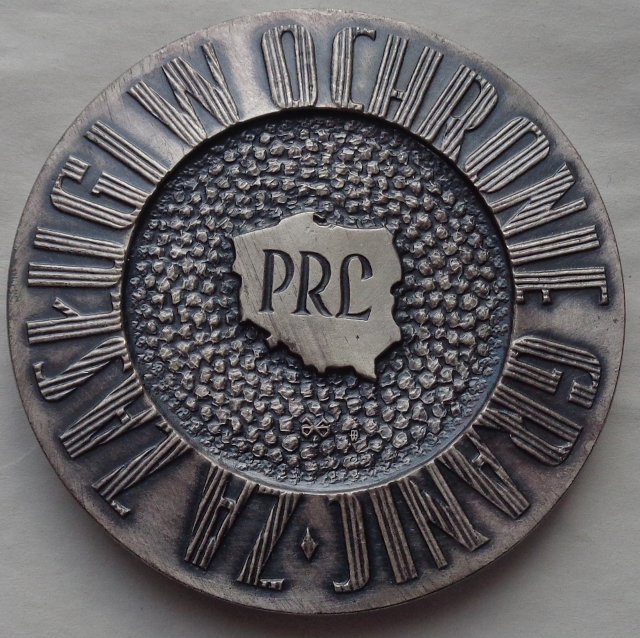 ZA ZASŁUGI W OCHRONIE GRANIC
PRL